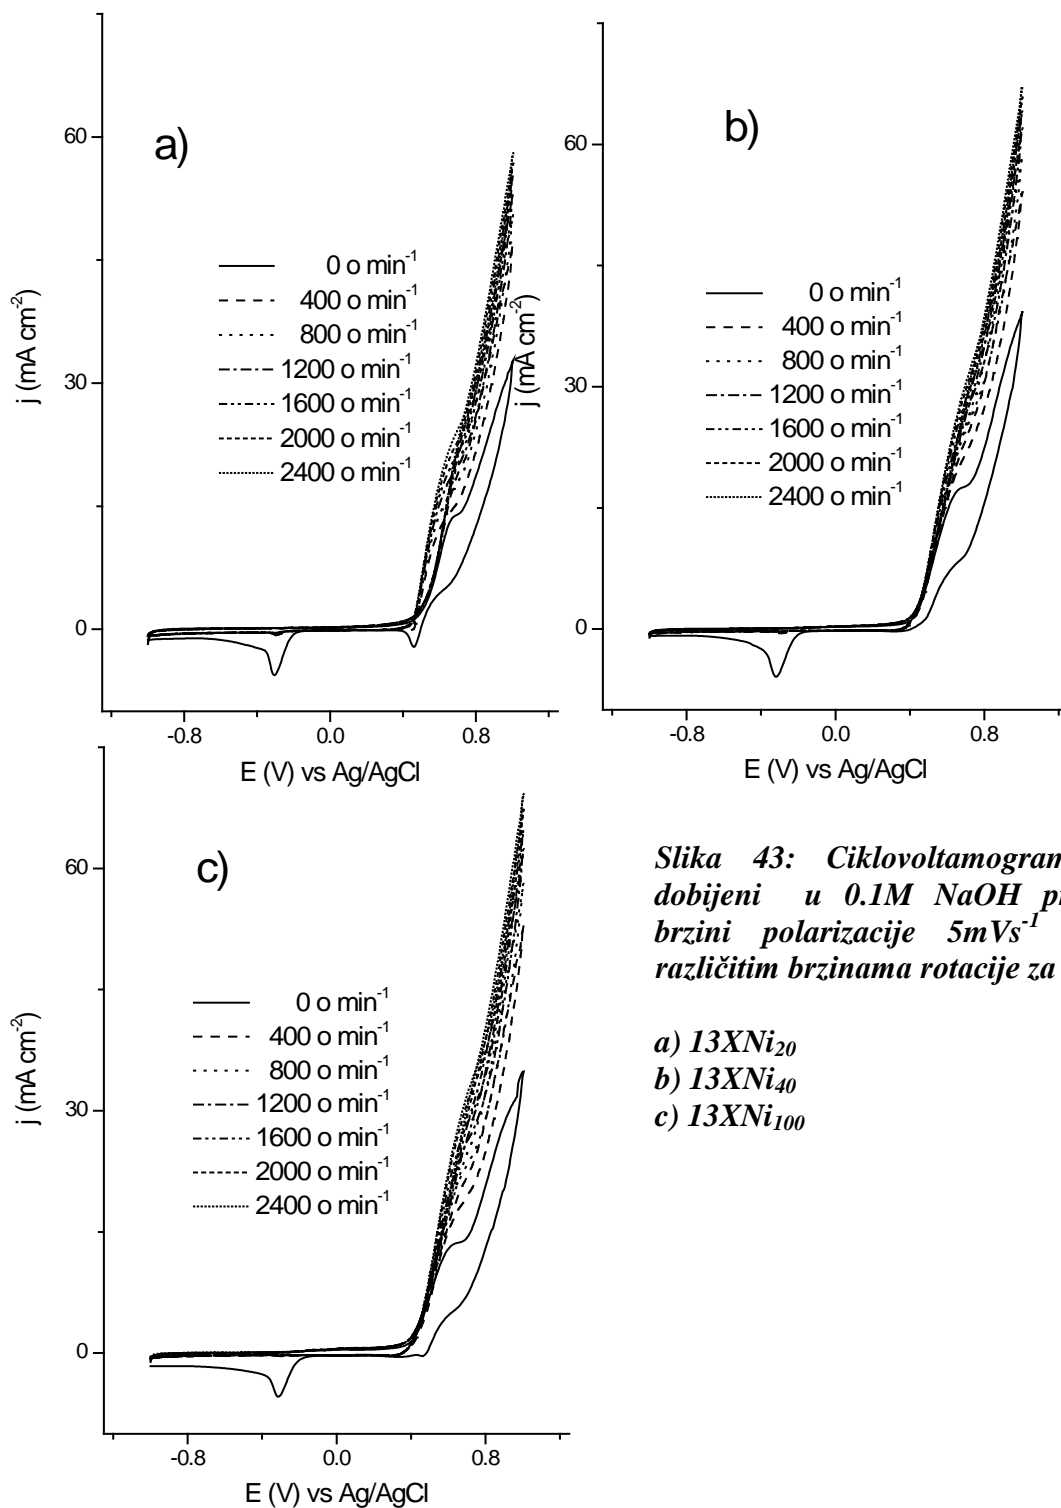 a)
60
30
0
j (mA cm⁻²)
0 o min⁻¹
400 o min⁻¹
800 o min⁻¹
1200 o min⁻¹
1600 o min⁻¹
2000 o min⁻¹
2400 o min⁻¹
-0.8 0.0 0.8
E (V) vs Ag/AgCl
b)
60
30
0
j (mA cm⁻²)
0 o min⁻¹
400 o min⁻¹
800 o min⁻¹
1200 o min⁻¹
1600 o min⁻¹
2000 o min⁻¹
2400 o min⁻¹
-0.8 0.0 0.8
E (V) vs Ag/AgCl
c)
60
30
0
j (mA cm⁻²)
0 o min⁻¹
400 o min⁻¹
800 o min⁻¹
1200 o min⁻¹
1600 o min⁻¹
2000 o min⁻¹
2400 o min⁻¹
-0.8 0.0 0.8
E (V) vs Ag/AgCl
Slika 43: Ciklovoltamogram
dobijeni u 0.1M NaOH p
brzini polarizacije 5mVs⁻¹
različitim brzinama rotacije za
a) 13XNi₂₀
b) 13XNi₄₀
c) 13XNi₁₀₀